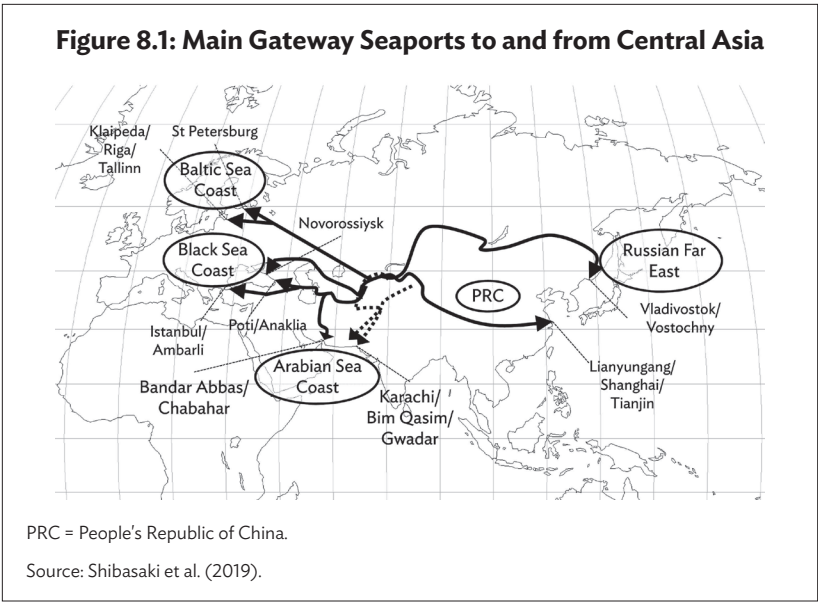 Figure 8.1: Main Gateway Seaports to and from Central Asia
Klaipeda/
Riga/
Tallinn
St Petersburg
Baltic Sea
Coast
Novorossiysk
Black Sea
Coast
Russian Far
East
PRC
Istanbul/
Ambarli
Poti/Anaklia
Vladivostok/
Vostochny
Bandar Abbas/
Chabahar
Arabian Sea
Coast
Karachi/
Bim Qasim/
Gwadar
Lianyungang/
Shanghai/
Tianjin
PRC = People's Republic of China.
Source: Shibasaki et al. (2019).